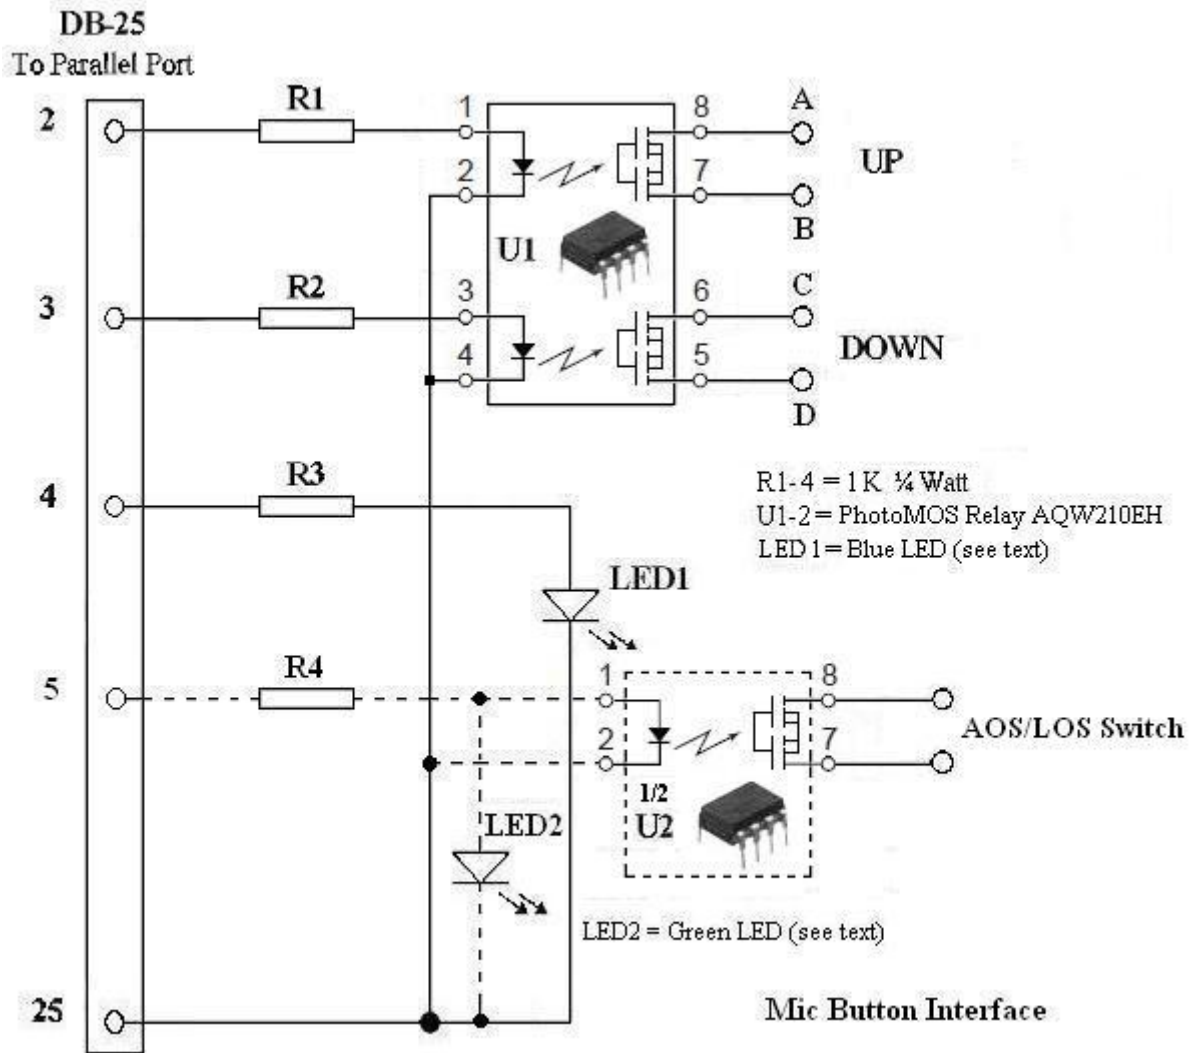 DB-25
To Parallel Port
2
R1
1
8
A
UP
2
7
B
U1
3
R2
3
6
C
DOWN
4
5
D
4
R3
R1-4 = 1K ¼ Watt
U1-2 = PhotoMOS Relay AQW210EH
LED1 = Blue LED (see text)
LED1
5
R4
1
8
AOS/LOS Switch
2
7
1/2
U2
LED2
LED2 = Green LED (see text)
25
Mic Button Interface